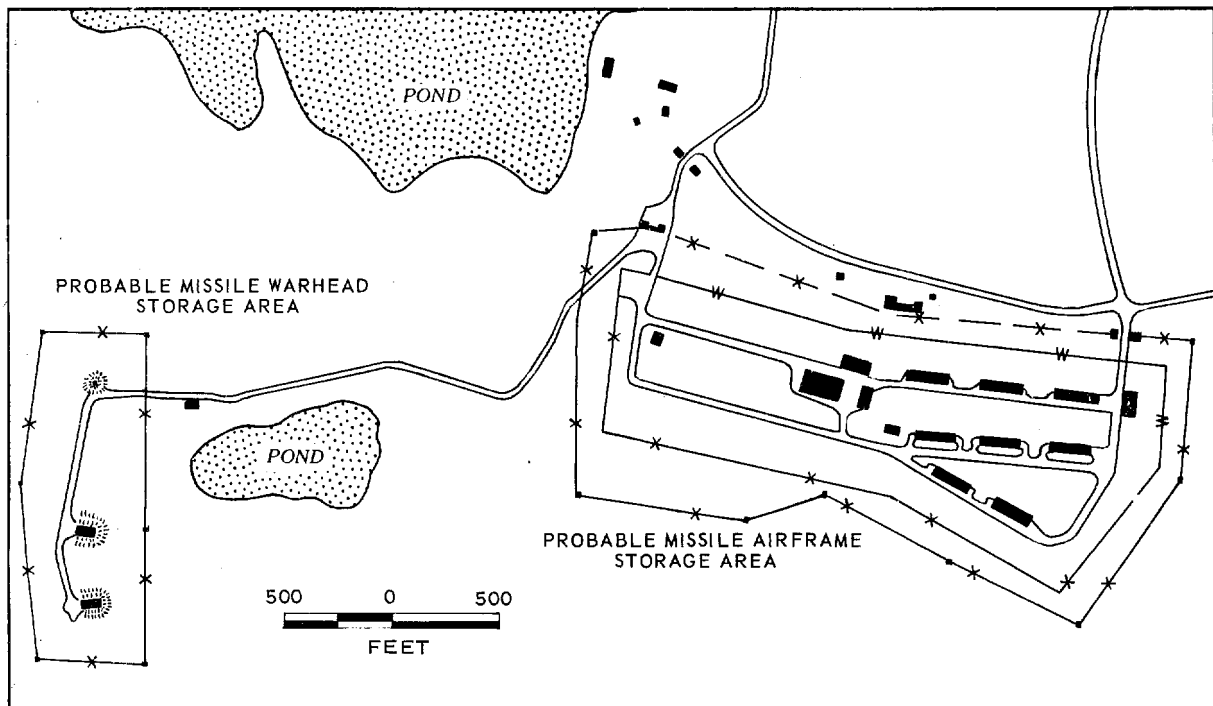 POND
PROBABLE MISSILE WARHEAD
STORAGE AREA
POND
PROBABLE MISSILE AIRFRAME
STORAGE AREA
500 0 500
FEET